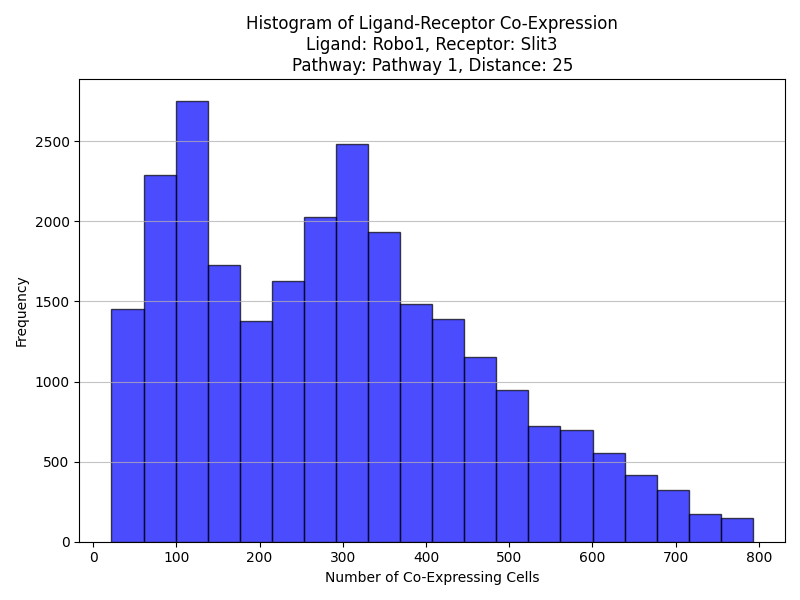 Histogram of Ligand-Receptor Co-Expression
Ligand: Robo1, Receptor: Slit3
Pathway: Pathway 1, Distance: 25
Frequency
2500
2000
1500
1000
500
0
0 100 200 300 400 500 600 700 800
Number of Co-Expressing Cells